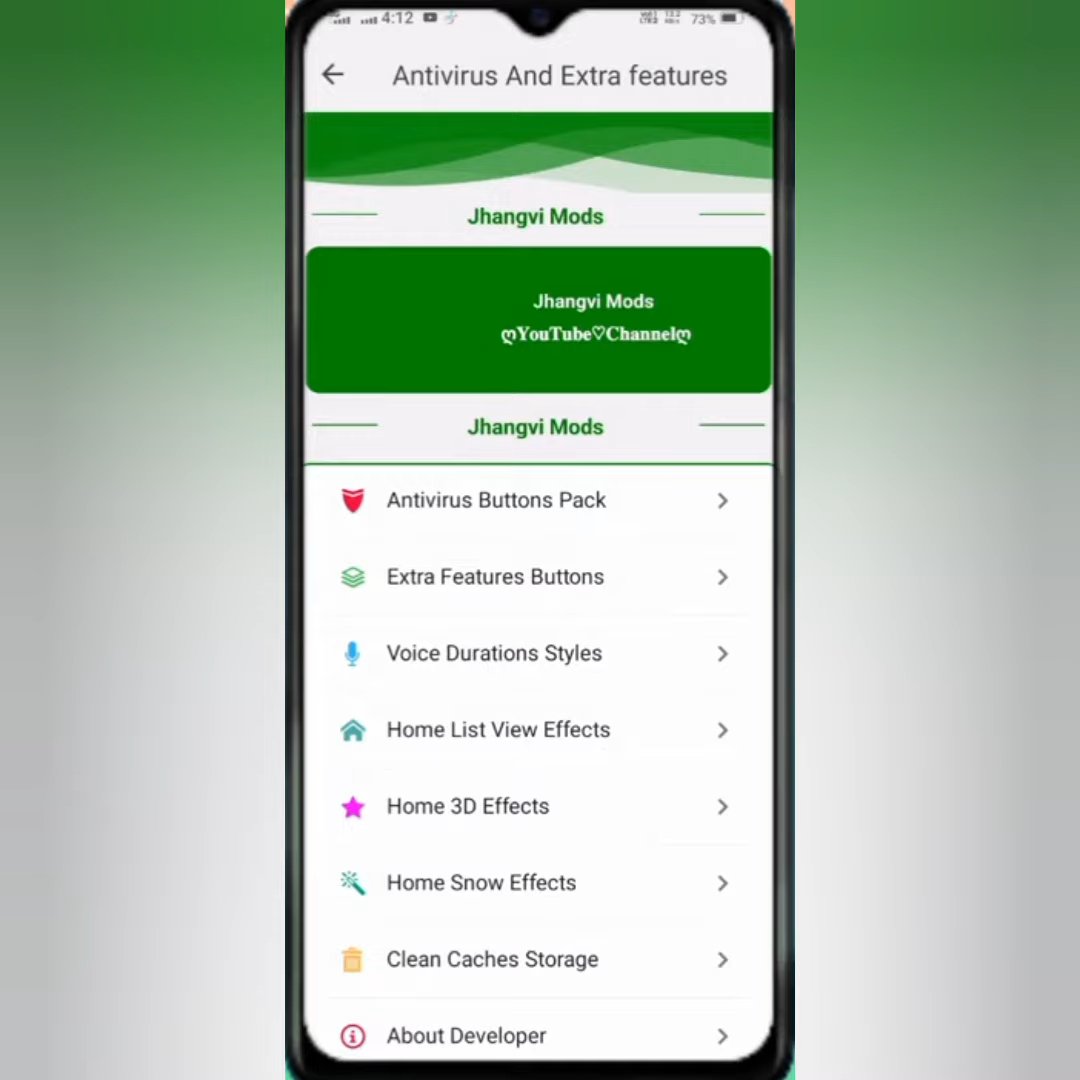 4:12
73%
Antivirus And Extra features
Jhangvi Mods
Jhangvi Mods
ღYouTube♡Channelღ
Jhangvi Mods
Antivirus Buttons Pack
Extra Features Buttons
Voice Durations Styles
Home List View Effects
Home 3D Effects
Home Snow Effects
Clean Caches Storage
About Developer